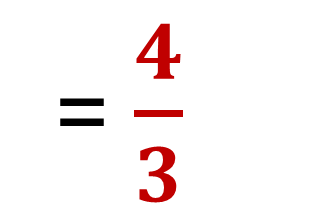 = 4/3